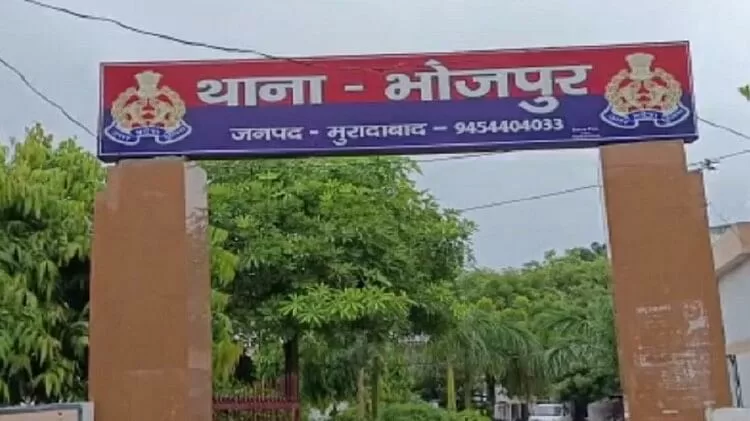 थाना - भोजपुर
जनपद - मुरादाबाद - 9454404033